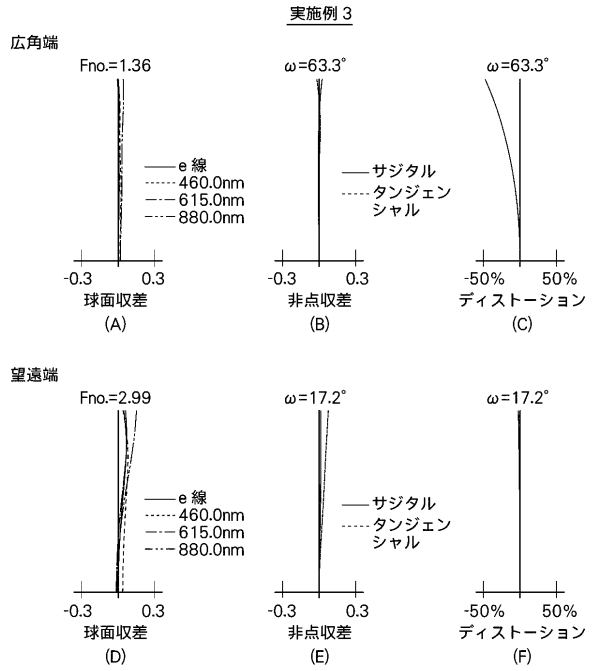 実施例 3
広角端
Fno.=1.36
ω=63.3°
ω=63.3°
e 線
460.0nm
615.0nm
880.0nm
サジタル
タンジェン
シャル
-0.3 0.3
-0.3 0.3
-50% 50%
球面収差
非点収差
ディストーション
(A)
(B)
(C)
望遠端
Fno.=2.99
ω=17.2°
ω=17.2°
e 線
460.0nm
615.0nm
880.0nm
サジタル
タンジェン
シャル
-0.3 0.3
-0.3 0.3
-50% 50%
球面収差
非点収差
ディストーション
(D)
(E)
(F)